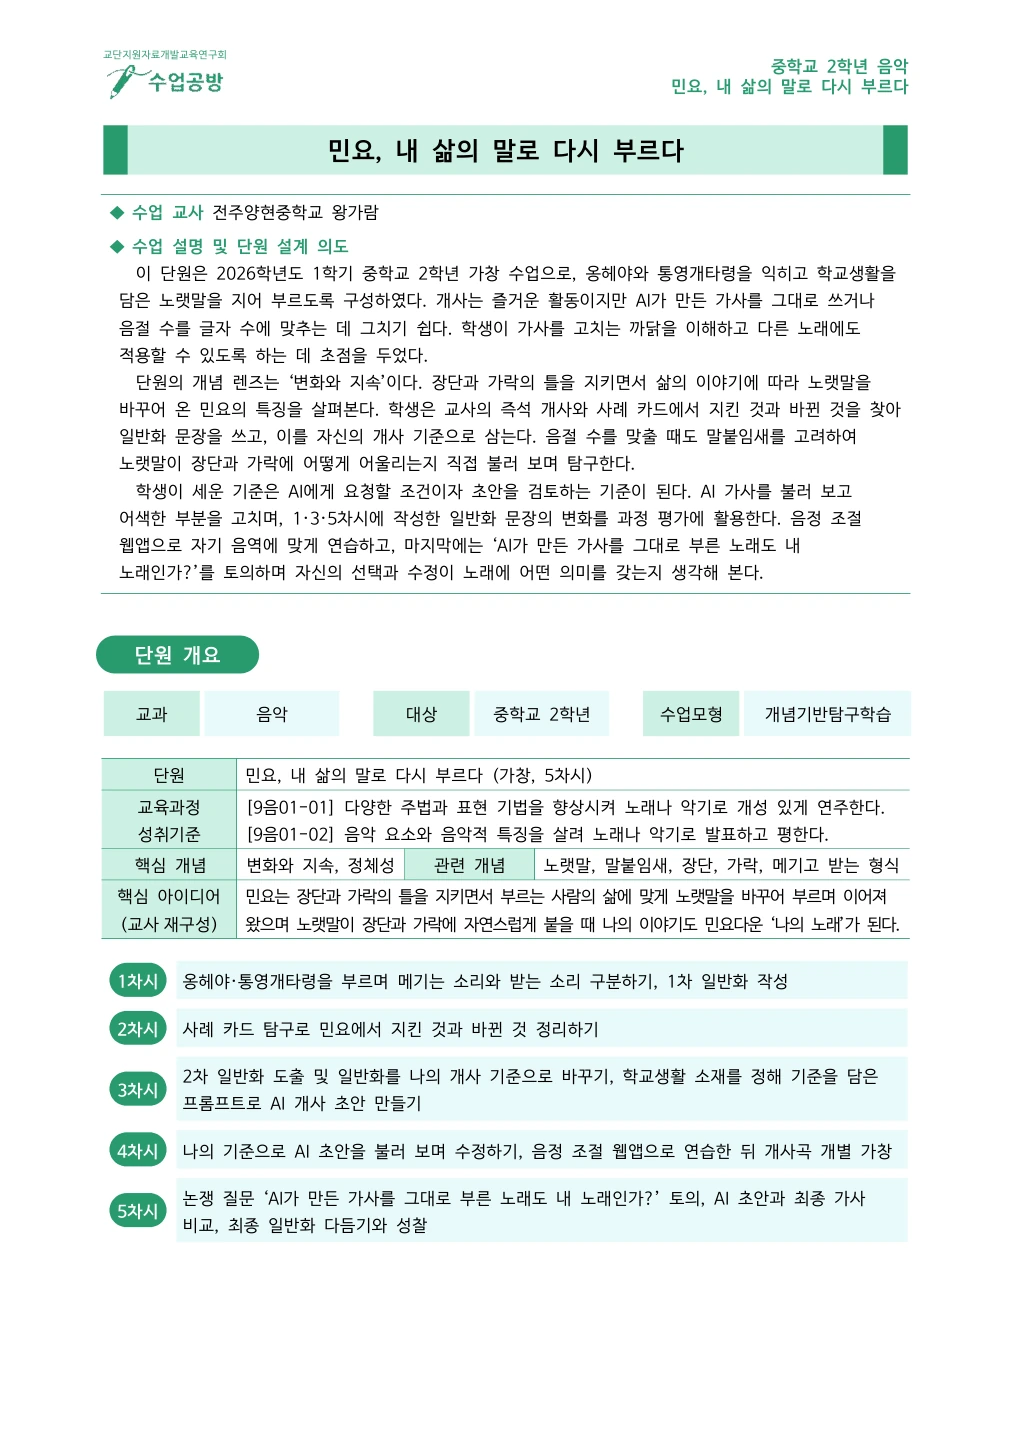 교단지원자료개발교육연구회
수업공방
중학교 2학년 음악
민요, 내 삶의 말로 다시 부르다
민요, 내 삶의 말로 다시 부르다
◆ 수업 교사 전주양현중학교 왕가람
◆ 수업 설명 및 단원 설계 의도
이 단원은 2026학년도 1학기 중학교 2학년 가창 수업으로, 옹헤야와 통영개타령을 익히고 학교생활을
담은 노랫말을 지어 부르도록 구성하였다. 개사는 즐거운 활동이지만 AI가 만든 가사를 그대로 쓰거나
음절 수를 글자 수에 맞추는 데 그치기 쉽다. 학생이 가사를 고치는 까닭을 이해하고 다른 노래에도
적용할 수 있도록 하는 데 초점을 두었다.
단원의 개념 렌즈는 ‘변화와 지속’이다. 장단과 가락의 틀을 지키면서 삶의 이야기에 따라 노랫말을
바꾸어 온 민요의 특징을 살펴본다. 학생은 교사의 즉석 개사와 사례 카드에서 지킨 것과 바뀐 것을 찾아
일반화 문장을 쓰고, 이를 자신의 개사 기준으로 삼는다. 음절 수를 맞출 때도 말붙임새를 고려하여
노랫말이 장단과 가락에 어떻게 어울리는지 직접 불러 보며 탐구한다.
학생이 세운 기준은 AI에게 요청할 조건이자 초안을 검토하는 기준이 된다. AI 가사를 불러 보고
어색한 부분을 고치며, 1·3·5차시에 작성한 일반화 문장의 변화를 과정 평가에 활용한다. 음정 조절
웹앱으로 자기 음역에 맞게 연습하고, 마지막에는 ‘AI가 만든 가사를 그대로 부른 노래도 내
노래인가?’를 토의하며 자신의 선택과 수정이 노래에 어떤 의미를 갖는지 생각해 본다.
단원 개요
교과 음악 대상 중학교 2학년 수업모형 개념기반탐구학습
단원 민요, 내 삶의 말로 다시 부르다 (가창, 5차시)
교육과정 [9음01-01] 다양한 주법과 표현 기법을 향상시켜 노래나 악기로 개성 있게 연주한다.
성취기준 [9음01-02] 음악 요소와 음악적 특징을 살려 노래나 악기로 발표하고 평한다.
핵심 개념 변화와 지속, 정체성 관련 개념 노랫말, 말붙임새, 장단, 가락, 메기고 받는 형식
핵심 아이디어 민요는 장단과 가락의 틀을 지키면서 부르는 사람의 삶에 맞게 노랫말을 바꾸어 부르며 이어져
(교사 재구성) 왔으며 노랫말이 장단과 가락에 자연스럽게 붙을 때 나의 이야기도 민요다운 ‘나의 노래’가 된다.
1차시 옹헤야·통영개타령을 부르며 메기는 소리와 받는 소리 구분하기, 1차 일반화 작성
2차시 사례 카드 탐구로 민요에서 지킨 것과 바뀐 것 정리하기
3차시 2차 일반화 도출 및 일반화를 나의 개사 기준으로 바꾸기, 학교생활 소재를 정해 기준을 담은
프롬프트로 AI 개사 초안 만들기
4차시 나의 기준으로 AI 초안을 불러 보며 수정하기, 음정 조절 웹앱으로 연습한 뒤 개사곡 개별 가창
5차시 논쟁 질문 ‘AI가 만든 가사를 그대로 부른 노래도 내 노래인가?’ 토의, AI 초안과 최종 가사
비교, 최종 일반화 다듬기와 성찰